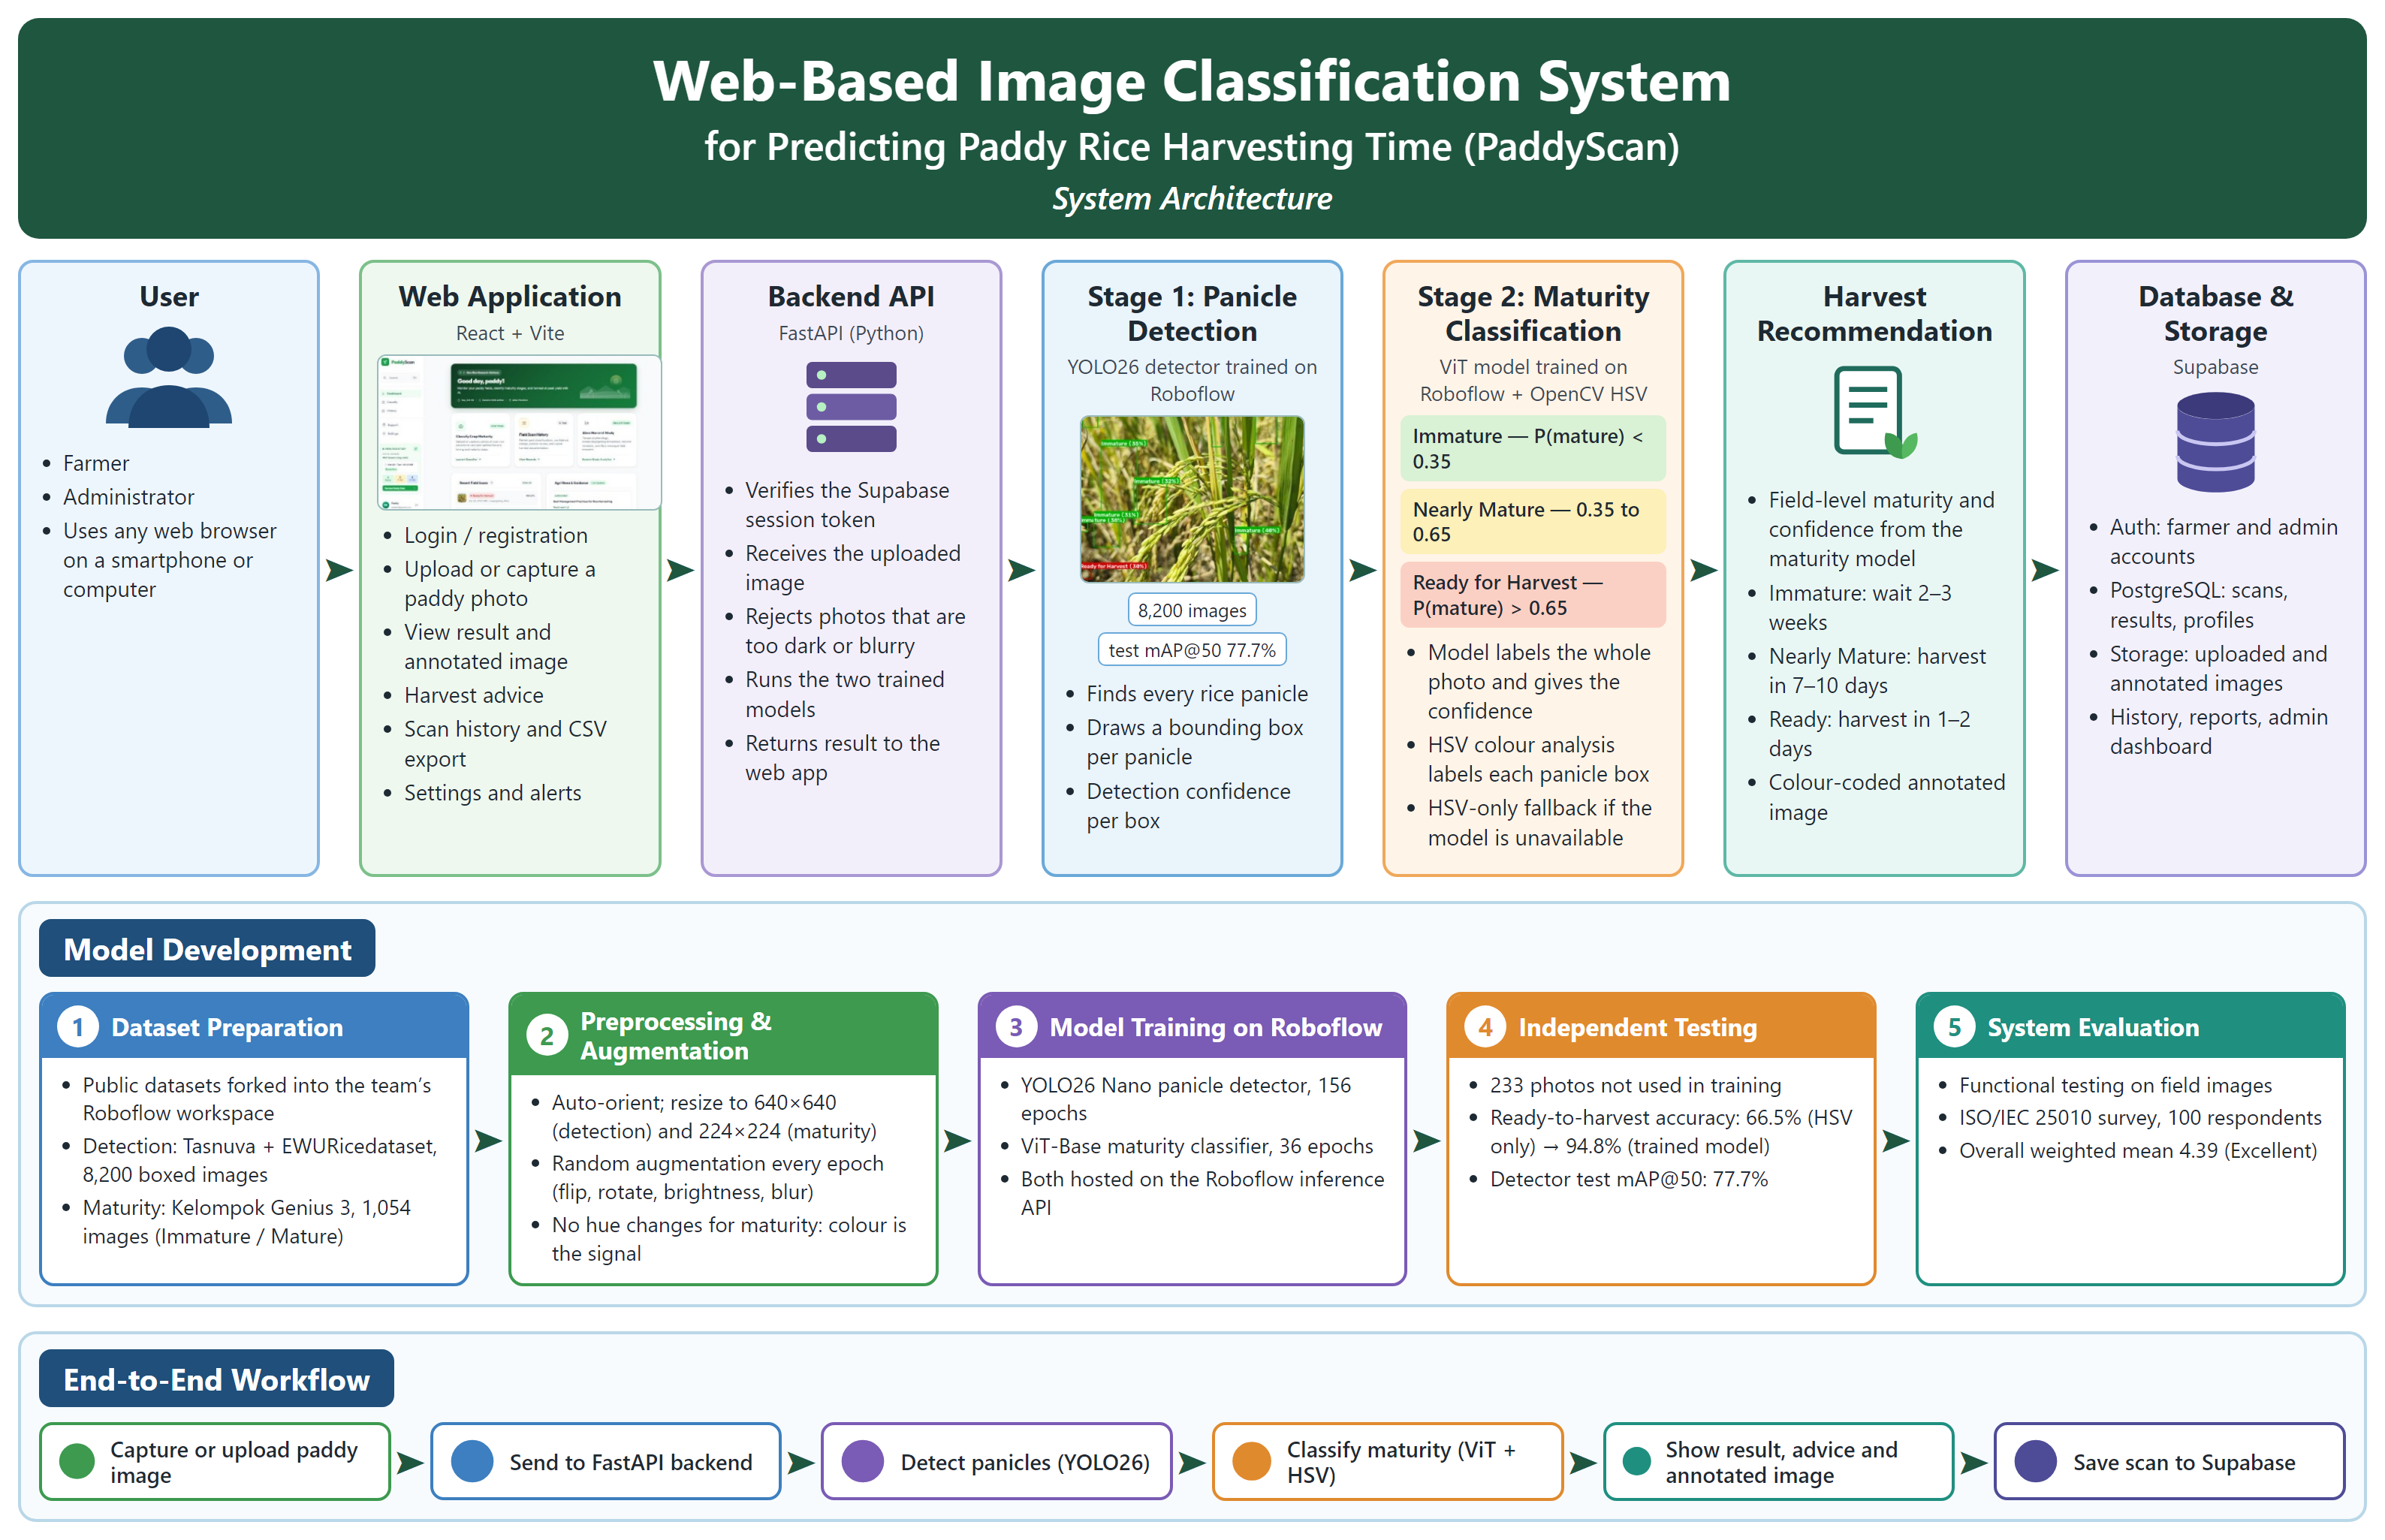 Web-Based Image Classification System
for Predicting Paddy Rice Harvesting Time (PaddyScan)
System Architecture
User
• Farmer
• Administrator
• Uses any web browser
on a smartphone or
computer
Web Application
React + Vite
PaddyScan
Good day, paddy1
• Login / registration
• Upload or capture a
paddy photo
• View result and
annotated image
• Harvest advice
• Scan history and CSV
export
• Settings and alerts
Backend API
FastAPI (Python)
• Verifies the Supabase
session token
• Receives the uploaded
image
• Rejects photos that are
too dark or blurry
• Runs the two trained
models
• Returns result to the
web app
Stage 1: Panicle
Detection
YOLO26 detector trained on
Roboflow
8,200 images
test mAP@50 77.7%
• Finds every rice panicle
• Draws a bounding box
per panicle
• Detection confidence
per box
Stage 2: Maturity
Classification
ViT model trained on
Roboflow + OpenCV HSV
Immature — P(mature) <
0.35
Nearly Mature — 0.35 to
0.65
Ready for Harvest —
P(mature) > 0.65
• Model labels the whole
photo and gives the
confidence
• HSV colour analysis
labels each panicle box
• HSV-only fallback if the
model is unavailable
Harvest
Recommendation
• Field-level maturity and
confidence from the
maturity model
• Immature: wait 2–3
weeks
• Nearly Mature: harvest
in 7–10 days
• Ready: harvest in 1–2
days
• Colour-coded annotated
image
Database &
Storage
Supabase
• Auth: farmer and admin
accounts
• PostgreSQL: scans,
results, profiles
• Storage: uploaded and
annotated images
• History, reports, admin
dashboard
Model Development
1 Dataset Preparation
• Public datasets forked into the team’s
Roboflow workspace
• Detection: Tasnuva + EWURicedataset,
8,200 boxed images
• Maturity: Kelompok Genius 3, 1,054
images (Immature / Mature)
2 Preprocessing &
Augmentation
• Auto-orient; resize to 640×640
(detection) and 224×224 (maturity)
• Random augmentation every epoch
(flip, rotate, brightness, blur)
• No hue changes for maturity: colour is
the signal
3 Model Training on Roboflow
• YOLO26 Nano panicle detector, 156
epochs
• ViT-Base maturity classifier, 36 epochs
• Both hosted on the Roboflow inference
API
4 Independent Testing
• 233 photos not used in training
• Ready-to-harvest accuracy: 66.5% (HSV
only) → 94.8% (trained model)
• Detector test mAP@50: 77.7%
5 System Evaluation
• Functional testing on field images
• ISO/IEC 25010 survey, 100 respondents
• Overall weighted mean 4.39 (Excellent)
End-to-End Workflow
Capture or upload paddy
image
Send to FastAPI backend
Detect panicles (YOLO26)
Classify maturity (ViT +
HSV)
Show result, advice and
annotated image
Save scan to Supabase